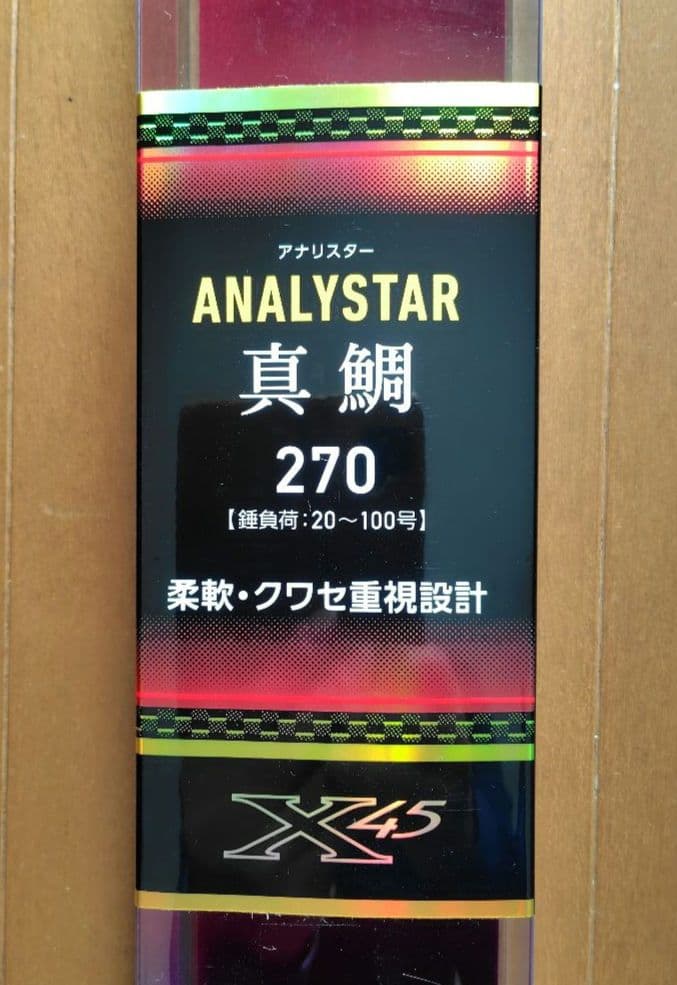 アナリスター
ANALYSTAR
真鯛
270
【錘負荷:20～100号】
柔軟・クワセ重視設計
X45